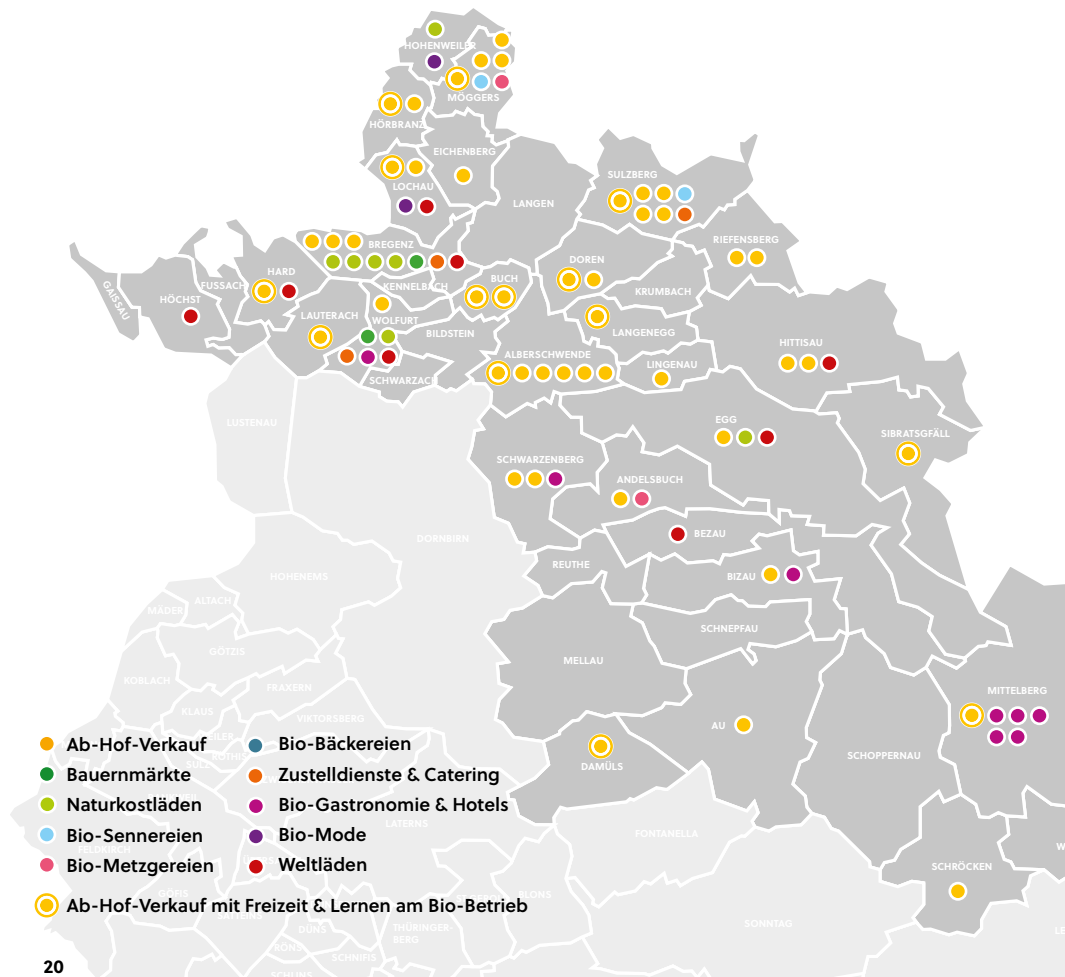 HOHENWEILER
MÖGGERS
HÖRBRANZ
EICHENBERG
LOCHAU
SULZBERG
LANGEN
RIEFENSBERG
BREGENZ
DOREN
HARD
KENNELBACH
BUCH
FUSSACH
GAISSAU
HÖCHST
KRUMBACH
LAUTERACH
WOLFURT
BILDSTEIN
LANGENEGG
HITTISAU
ALBERSCHWENDE
LINGENAU
SCHWARZACH
LUSTENAU
EGG
SIBRATSGFÄLL
SCHWARZENBERG
ANDELSBUCH
DORNBIRN
BEZAU
REUTHE
BIZAU
HOHENEMS
ALTACH
MÄDER
SCHNEPFAU
GÖTZIS
MELLAU
KOBLACH
FRAXERN
MITTELBERG
KLAUS
VIKTORSBERG
AU
SCHOPPERNAU
DAMÜLS
Ab-Hof-Verkauf
Bauernmärkte
Naturkostläden
Bio-Sennereien
Bio-Metzgereien
Bio-Bäckereien
Zustelldienste & Catering
Bio-Gastronomie & Hotels
Bio-Mode
Weltläden
Ab-Hof-Verkauf mit Freizeit & Lernen am Bio-Betrieb
LATERNS
FONTANELLA
FELDKIRCH
SCHRÖCKEN
GÖFIS
SATTEINS
BLONS
DÜNS
THÜRINGER-
BERG
SONNTAG
RÖNS
SCHNIFIS
SCHLINS
20